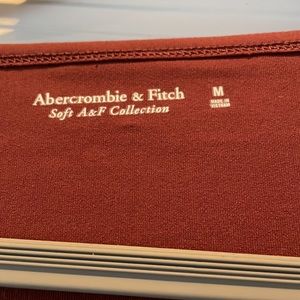 Abercrombie & Fitch
Soft A&F Collection
M
MADE IN
VIETNAM